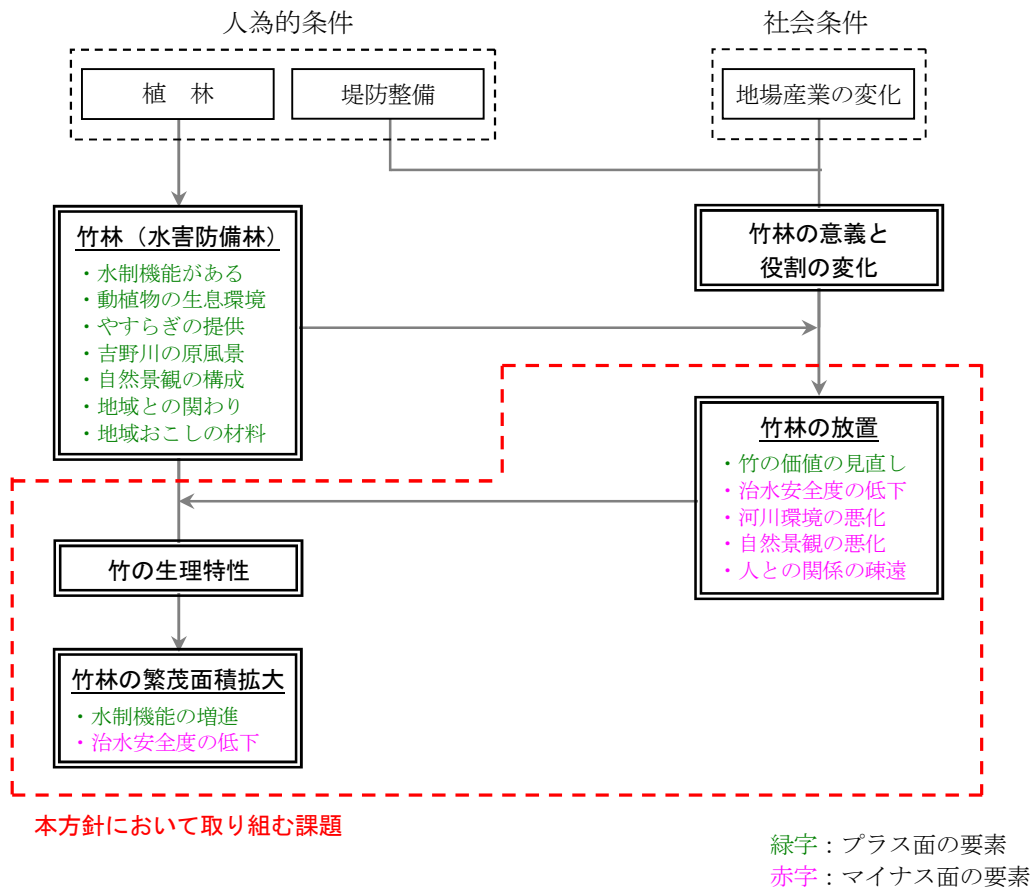 人為的条件
社会条件
植　林
堤防整備
地場産業の変化
竹林（水害防備林）
・水制機能がある
・動植物の生息環境
・やすらぎの提供
・吉野川の原風景
・自然景観の構成
・地域との関わり
・地域おこしの材料
竹林の意義と
役割の変化
竹林の放置
・竹の価値の見直し
・治水安全度の低下
・河川環境の悪化
・自然景観の悪化
・人との関係の疎遠
竹の生理特性
竹林の繁茂面積拡大
・水制機能の増進
・治水安全度の低下
本方針において取り組む課題
緑字：プラス面の要素
赤字：マイナス面の要素